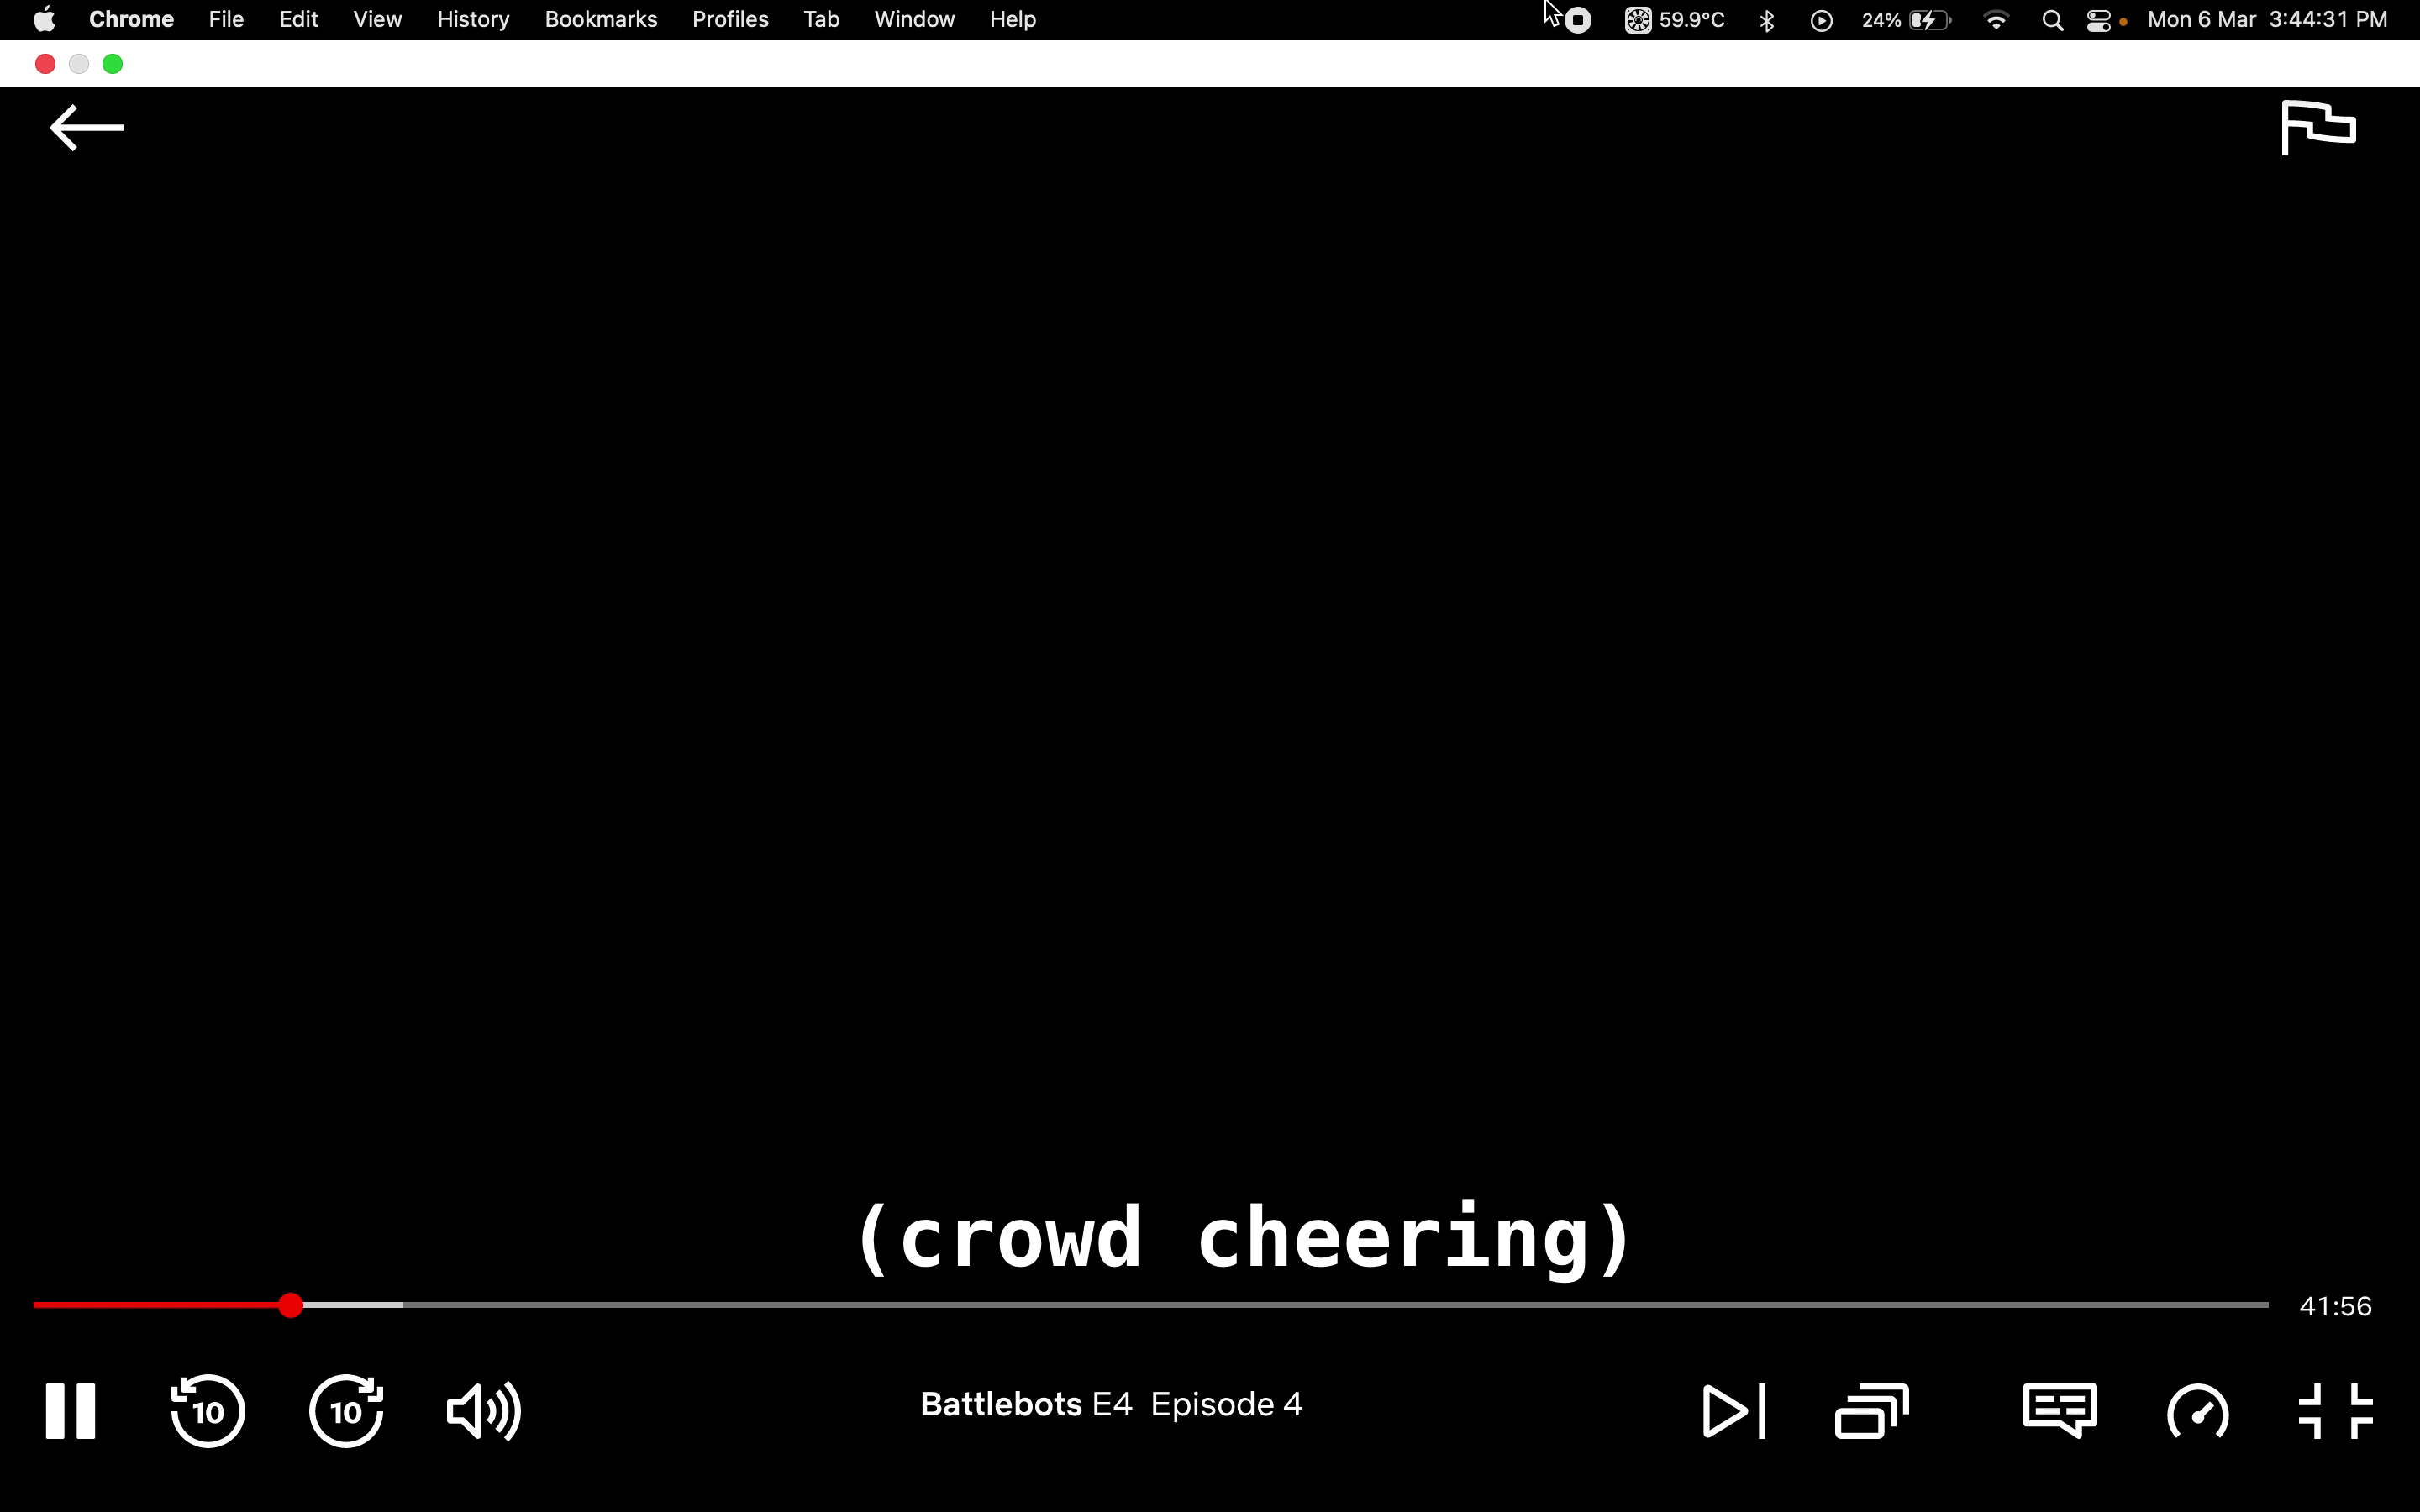 Chrome File Edit View History Bookmarks Profiles Tab Window Help 59.9°C 24% Mon 6 Mar 3:44:31 PM
(crowd cheering)
41:56
10 10 Battlebots E4 Episode 4